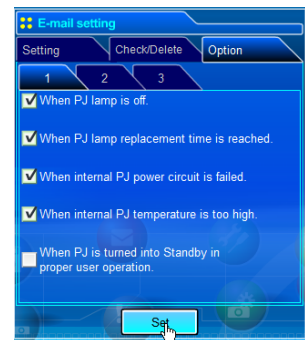 E-mail setting
Setting Check/Delete Option
1 2 3
When PJ lamp is off.
When PJ lamp replacement time is reached.
When internal PJ power circuit is failed.
When internal PJ temperature is too high.
When PJ is turned into Standby in
proper user operation.
Set